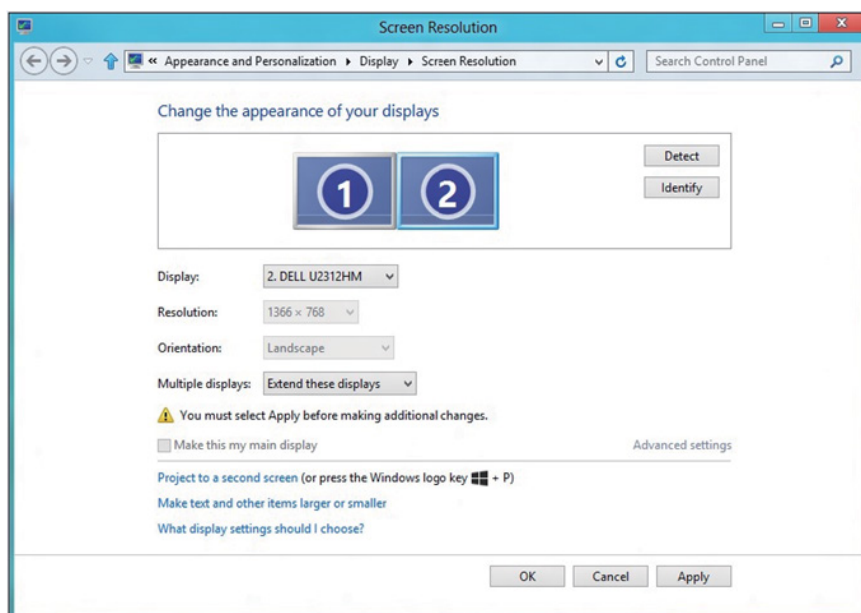 Screen Resolution
« Appearance and Personalization ▸ Display ▸ Screen Resolution
Search Control Panel
Change the appearance of your displays
1 2
Detect
Identify
Display: 2. DELL U2312HM
Resolution: 1366 × 768
Orientation: Landscape
Multiple displays: Extend these displays
You must select Apply before making additional changes.
Make this my main display
Advanced settings
Project to a second screen (or press the Windows logo key + P)
Make text and other items larger or smaller
What display settings should I choose?
OK Cancel Apply